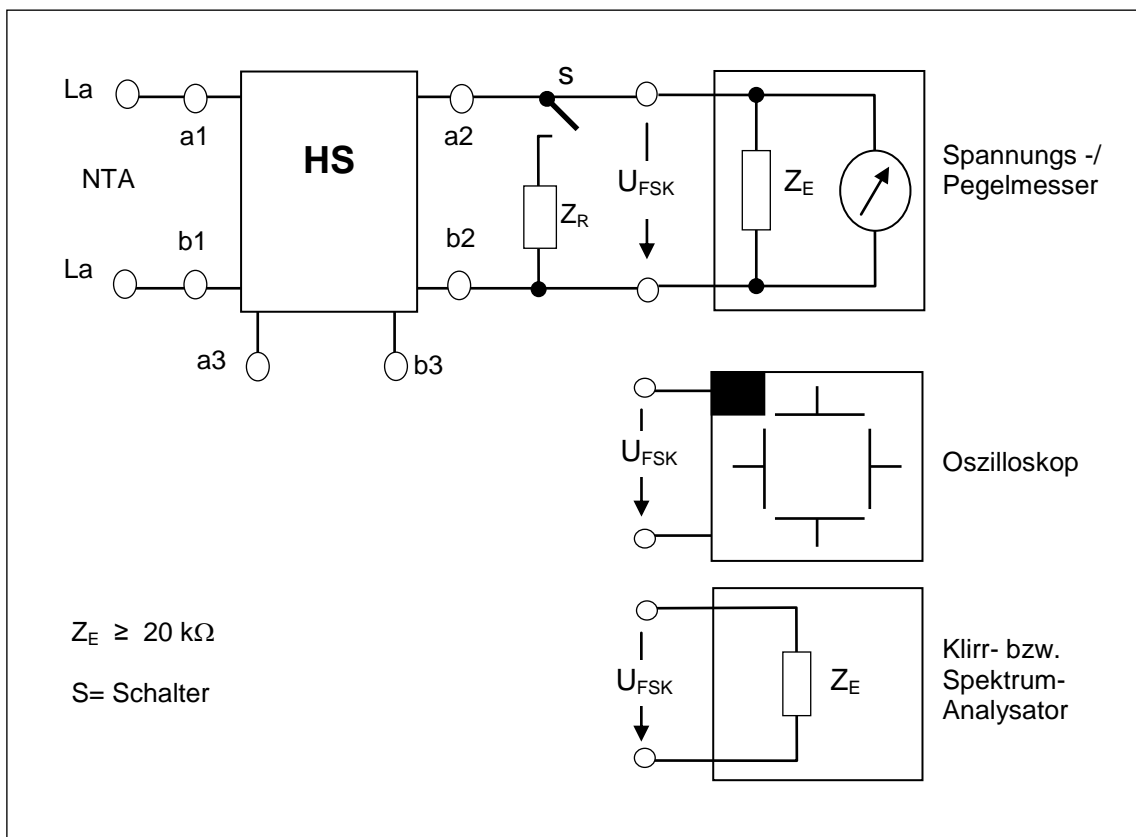 La
a1
HS
a2
s
NTA
U_FSK
Z_E
Spannungs -/
Pegelmesser
Z_R
La
b1
b2
a3
b3
U_FSK
Oszilloskop
Z_E ≥ 20 kΩ
S= Schalter
U_FSK
Z_E
Klirr- bzw.
Spektrum-
Analysator